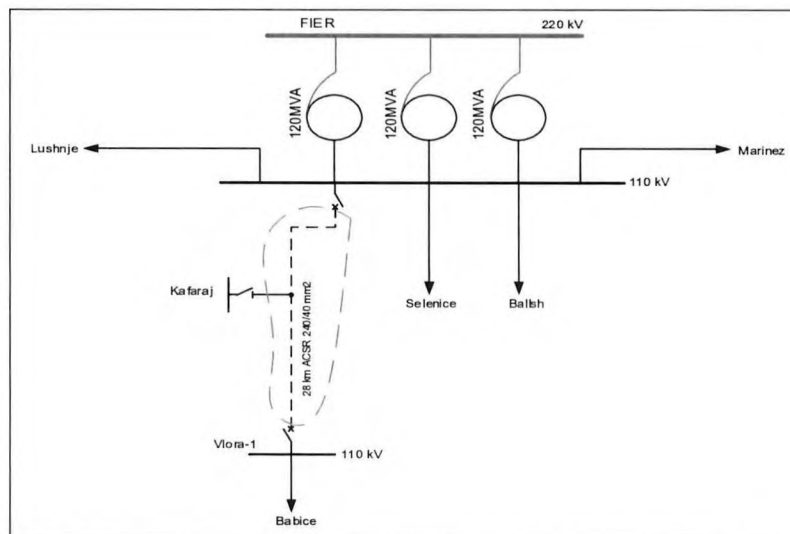 FIER 220 kV
120MVA 120MVA 120MVA
Lushnje
Marinez
110 kV
Kafaraj
28 km ACSR 240/40 mm2
Selenice
Ballsh
Vlora-1
110 kV
Babice